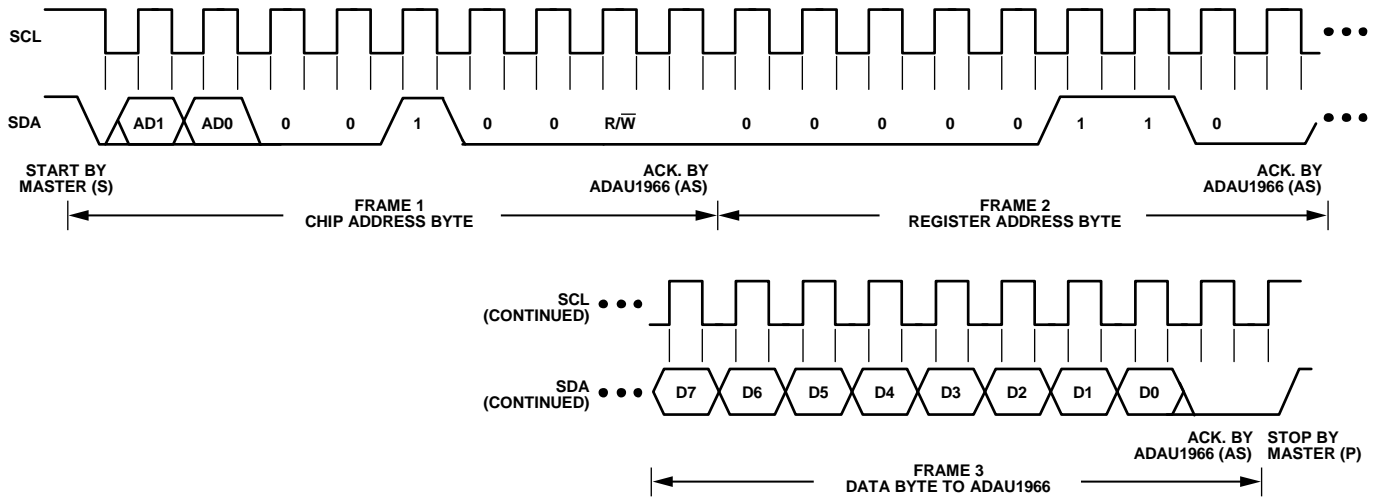 SCL
SDA AD1 AD0 0 0 1 0 0 R/W̅ 0 0 0 0 0 1 1 0
START BY
MASTER (S)
ACK. BY
ADAU1966 (AS)
ACK. BY
ADAU1966 (AS)
FRAME 1
CHIP ADDRESS BYTE
FRAME 2
REGISTER ADDRESS BYTE
SCL
(CONTINUED)
SDA
(CONTINUED)
D7 D6 D5 D4 D3 D2 D1 D0
ACK. BY
ADAU1966 (AS)
STOP BY
MASTER (P)
FRAME 3
DATA BYTE TO ADAU1966